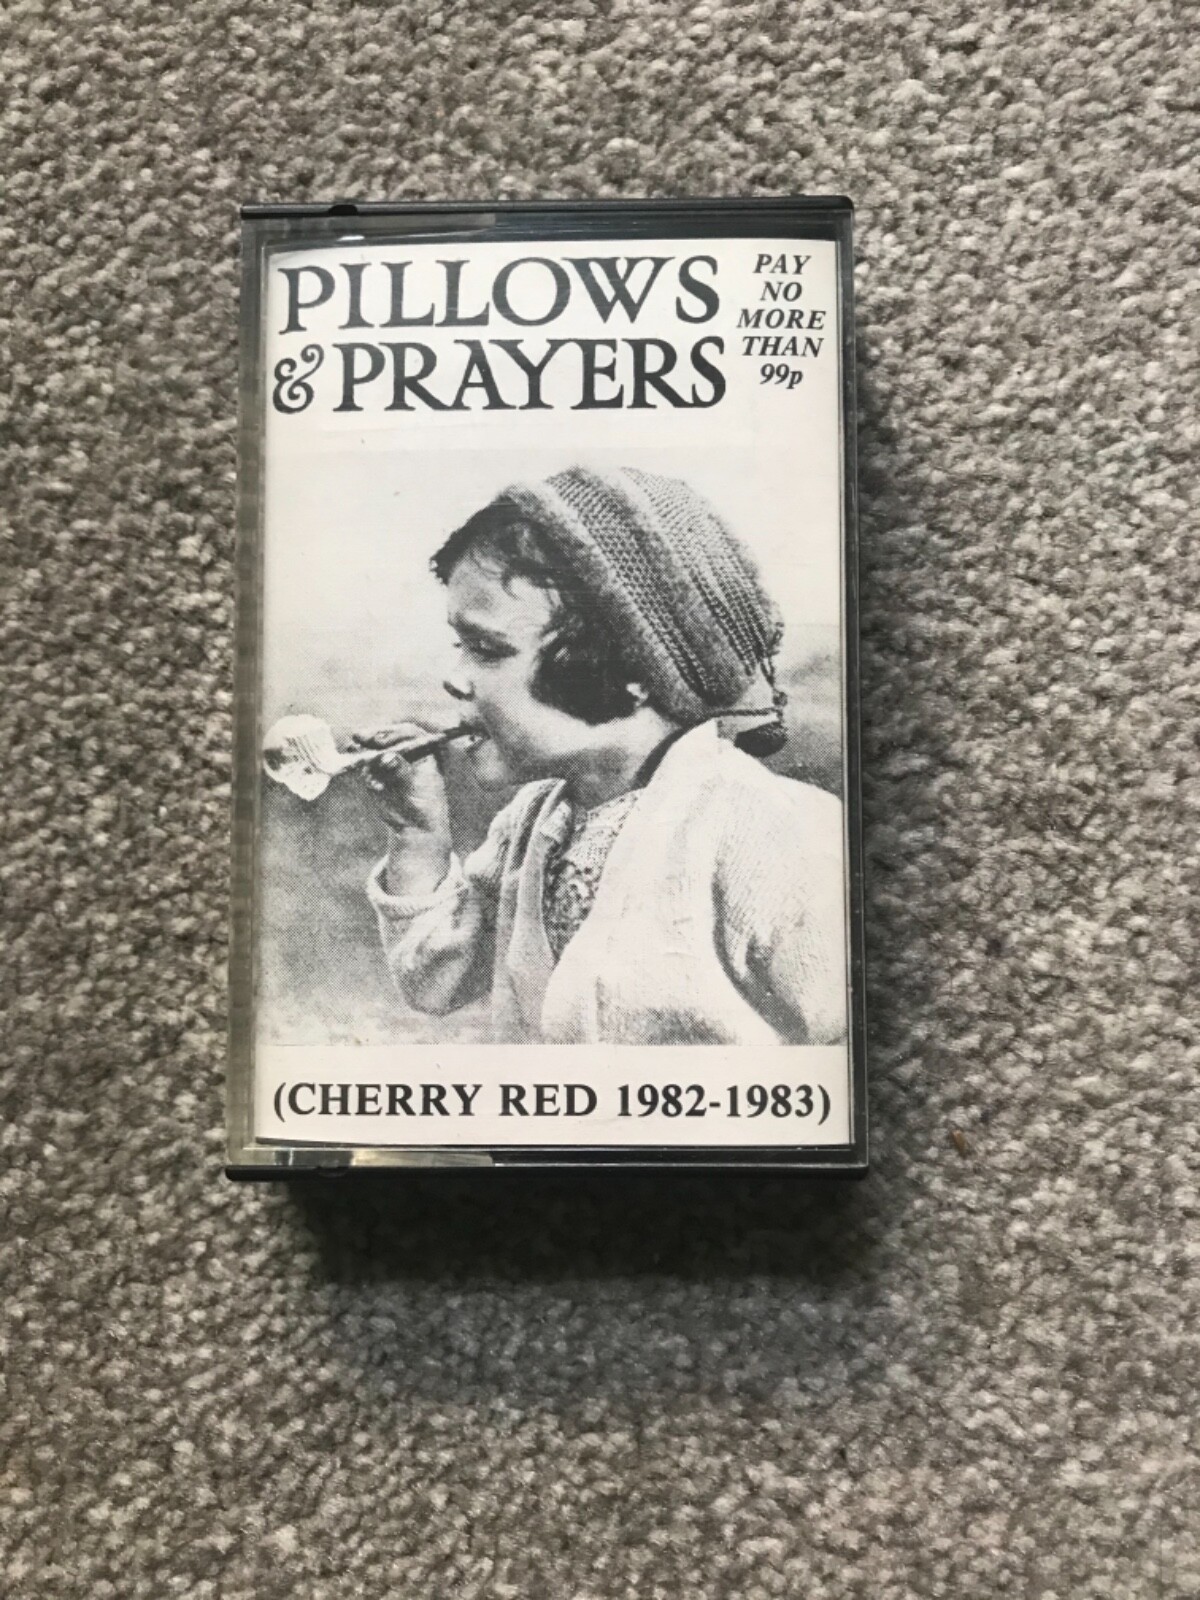 PILLOWS
& PRAYERS
PAY
NO
MORE
THAN
99p
(CHERRY RED 1982-1983)